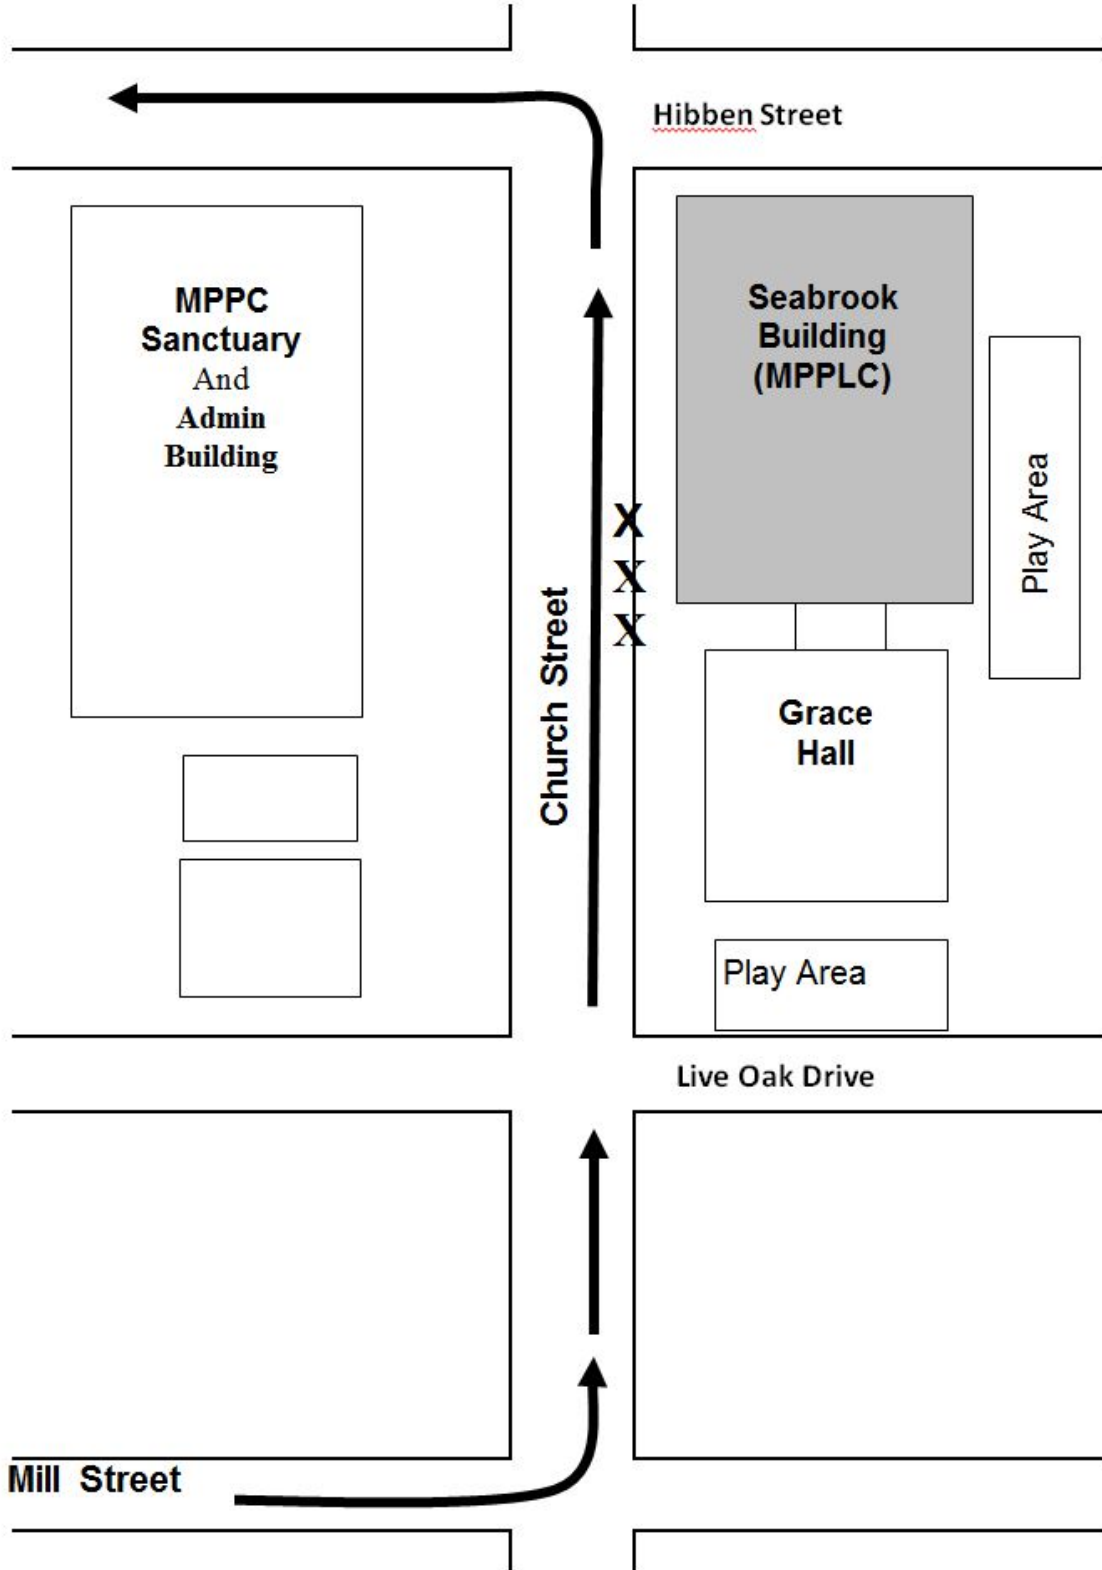 Hibben Street
MPPC
Sanctuary
And
Admin
Building
Seabrook
Building
(MPPLC)
Play Area
X
X
X
Church Street
Grace
Hall
Play Area
Live Oak Drive
Mill Street